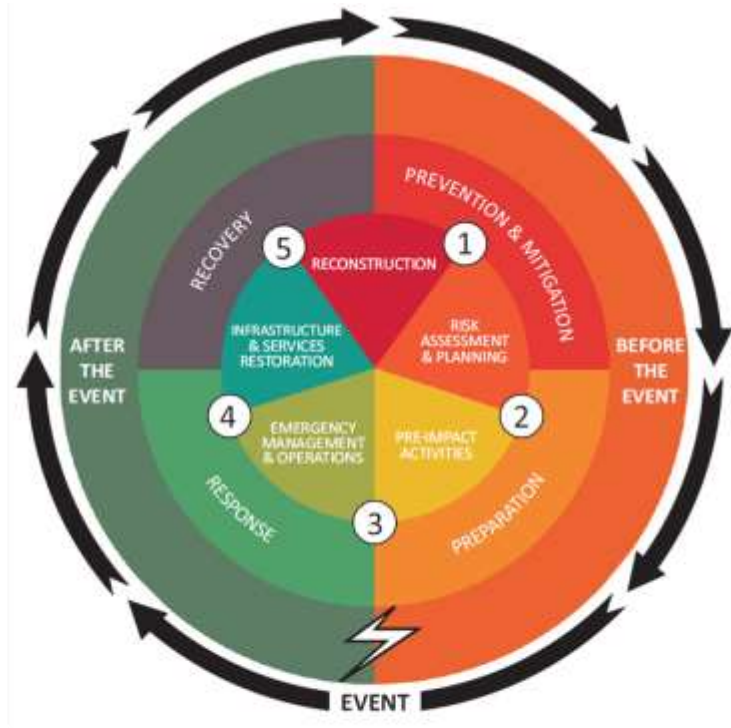 PREVENTION & MITIGATION
RECOVERY
5
1
RECONSTRUCTION
INFRASTRUCTURE
& SERVICES
RESTORATION
RISK
ASSESSMENT
& PLANNING
AFTER
THE
EVENT
BEFORE
THE
EVENT
4
2
EMERGENCY
MANAGEMENT
& OPERATIONS
PRE-IMPACT
ACTIVITIES
3
RESPONSE
PREPARATION
EVENT